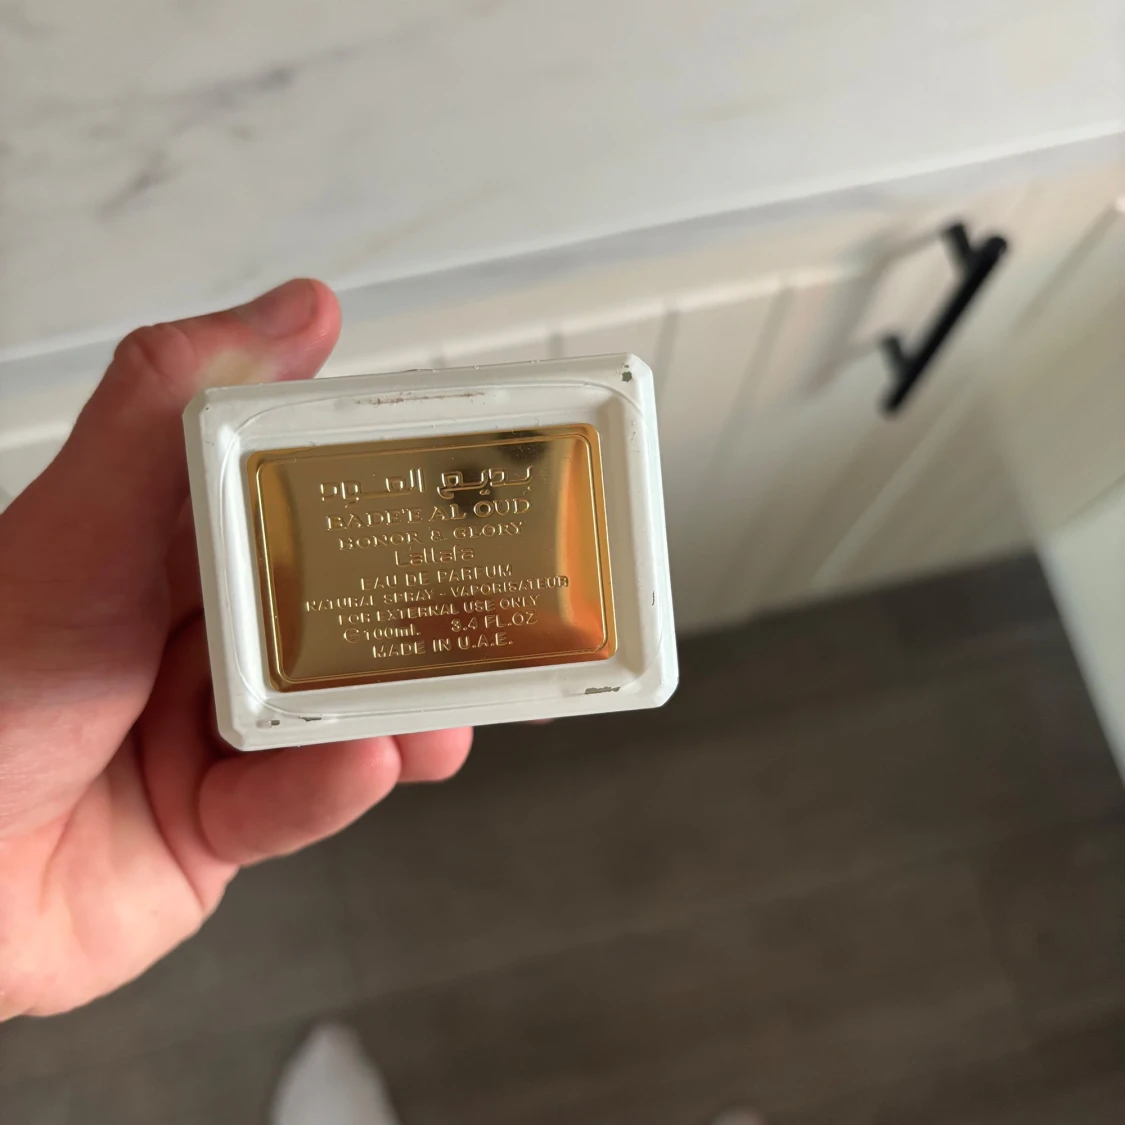 بديع العود
BADE'E AL OUD
HONOR & GLORY
Lattafa
EAU DE PARFUM
NATURAL SPRAY - VAPORISATEUR
FOR EXTERNAL USE ONLY
℮100mL 3.4 FL.OZ
MADE IN U.A.E.